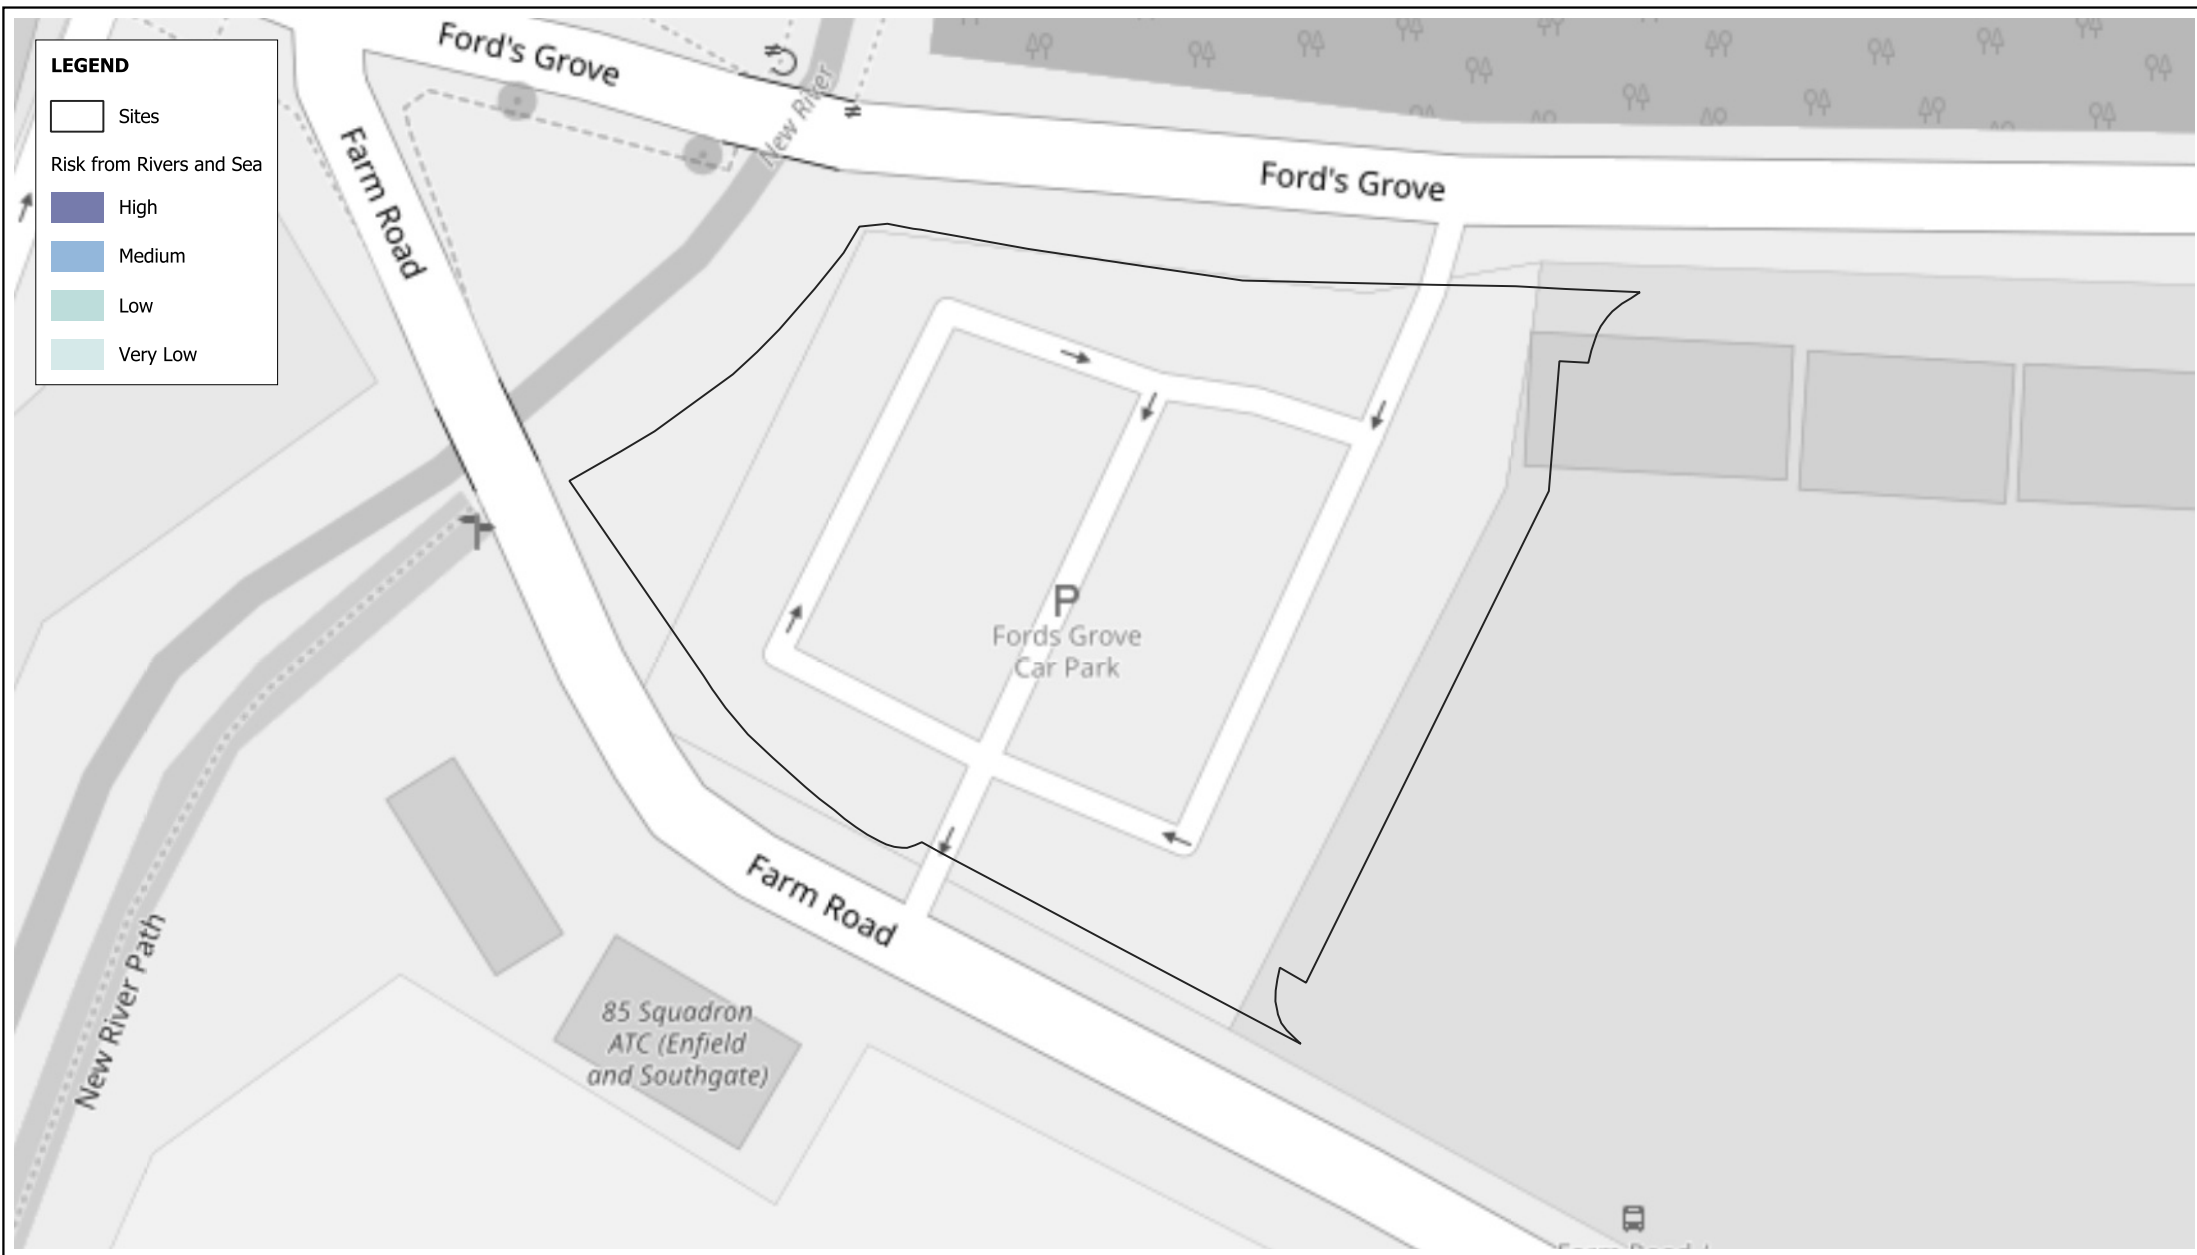 LEGEND
Sites
Risk from Rivers and Sea
High
Medium
Low
Very Low
Ford's Grove
New River
Ford's Grove
Farm Road
P
Fords Grove
Car Park
Farm Road
85 Squadron
ATC (Enfield
and Southgate)
New River Path